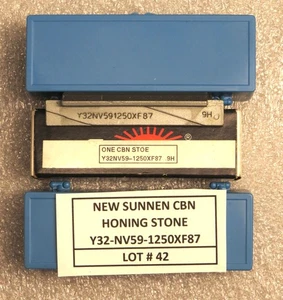 Y32NV591250XF87 9H
ONE CBN STOE
Y32NV59-1250XF87 9H
NEW SUNNEN CBN
HONING STONE
Y32-NV59-1250XF87
LOT # 42